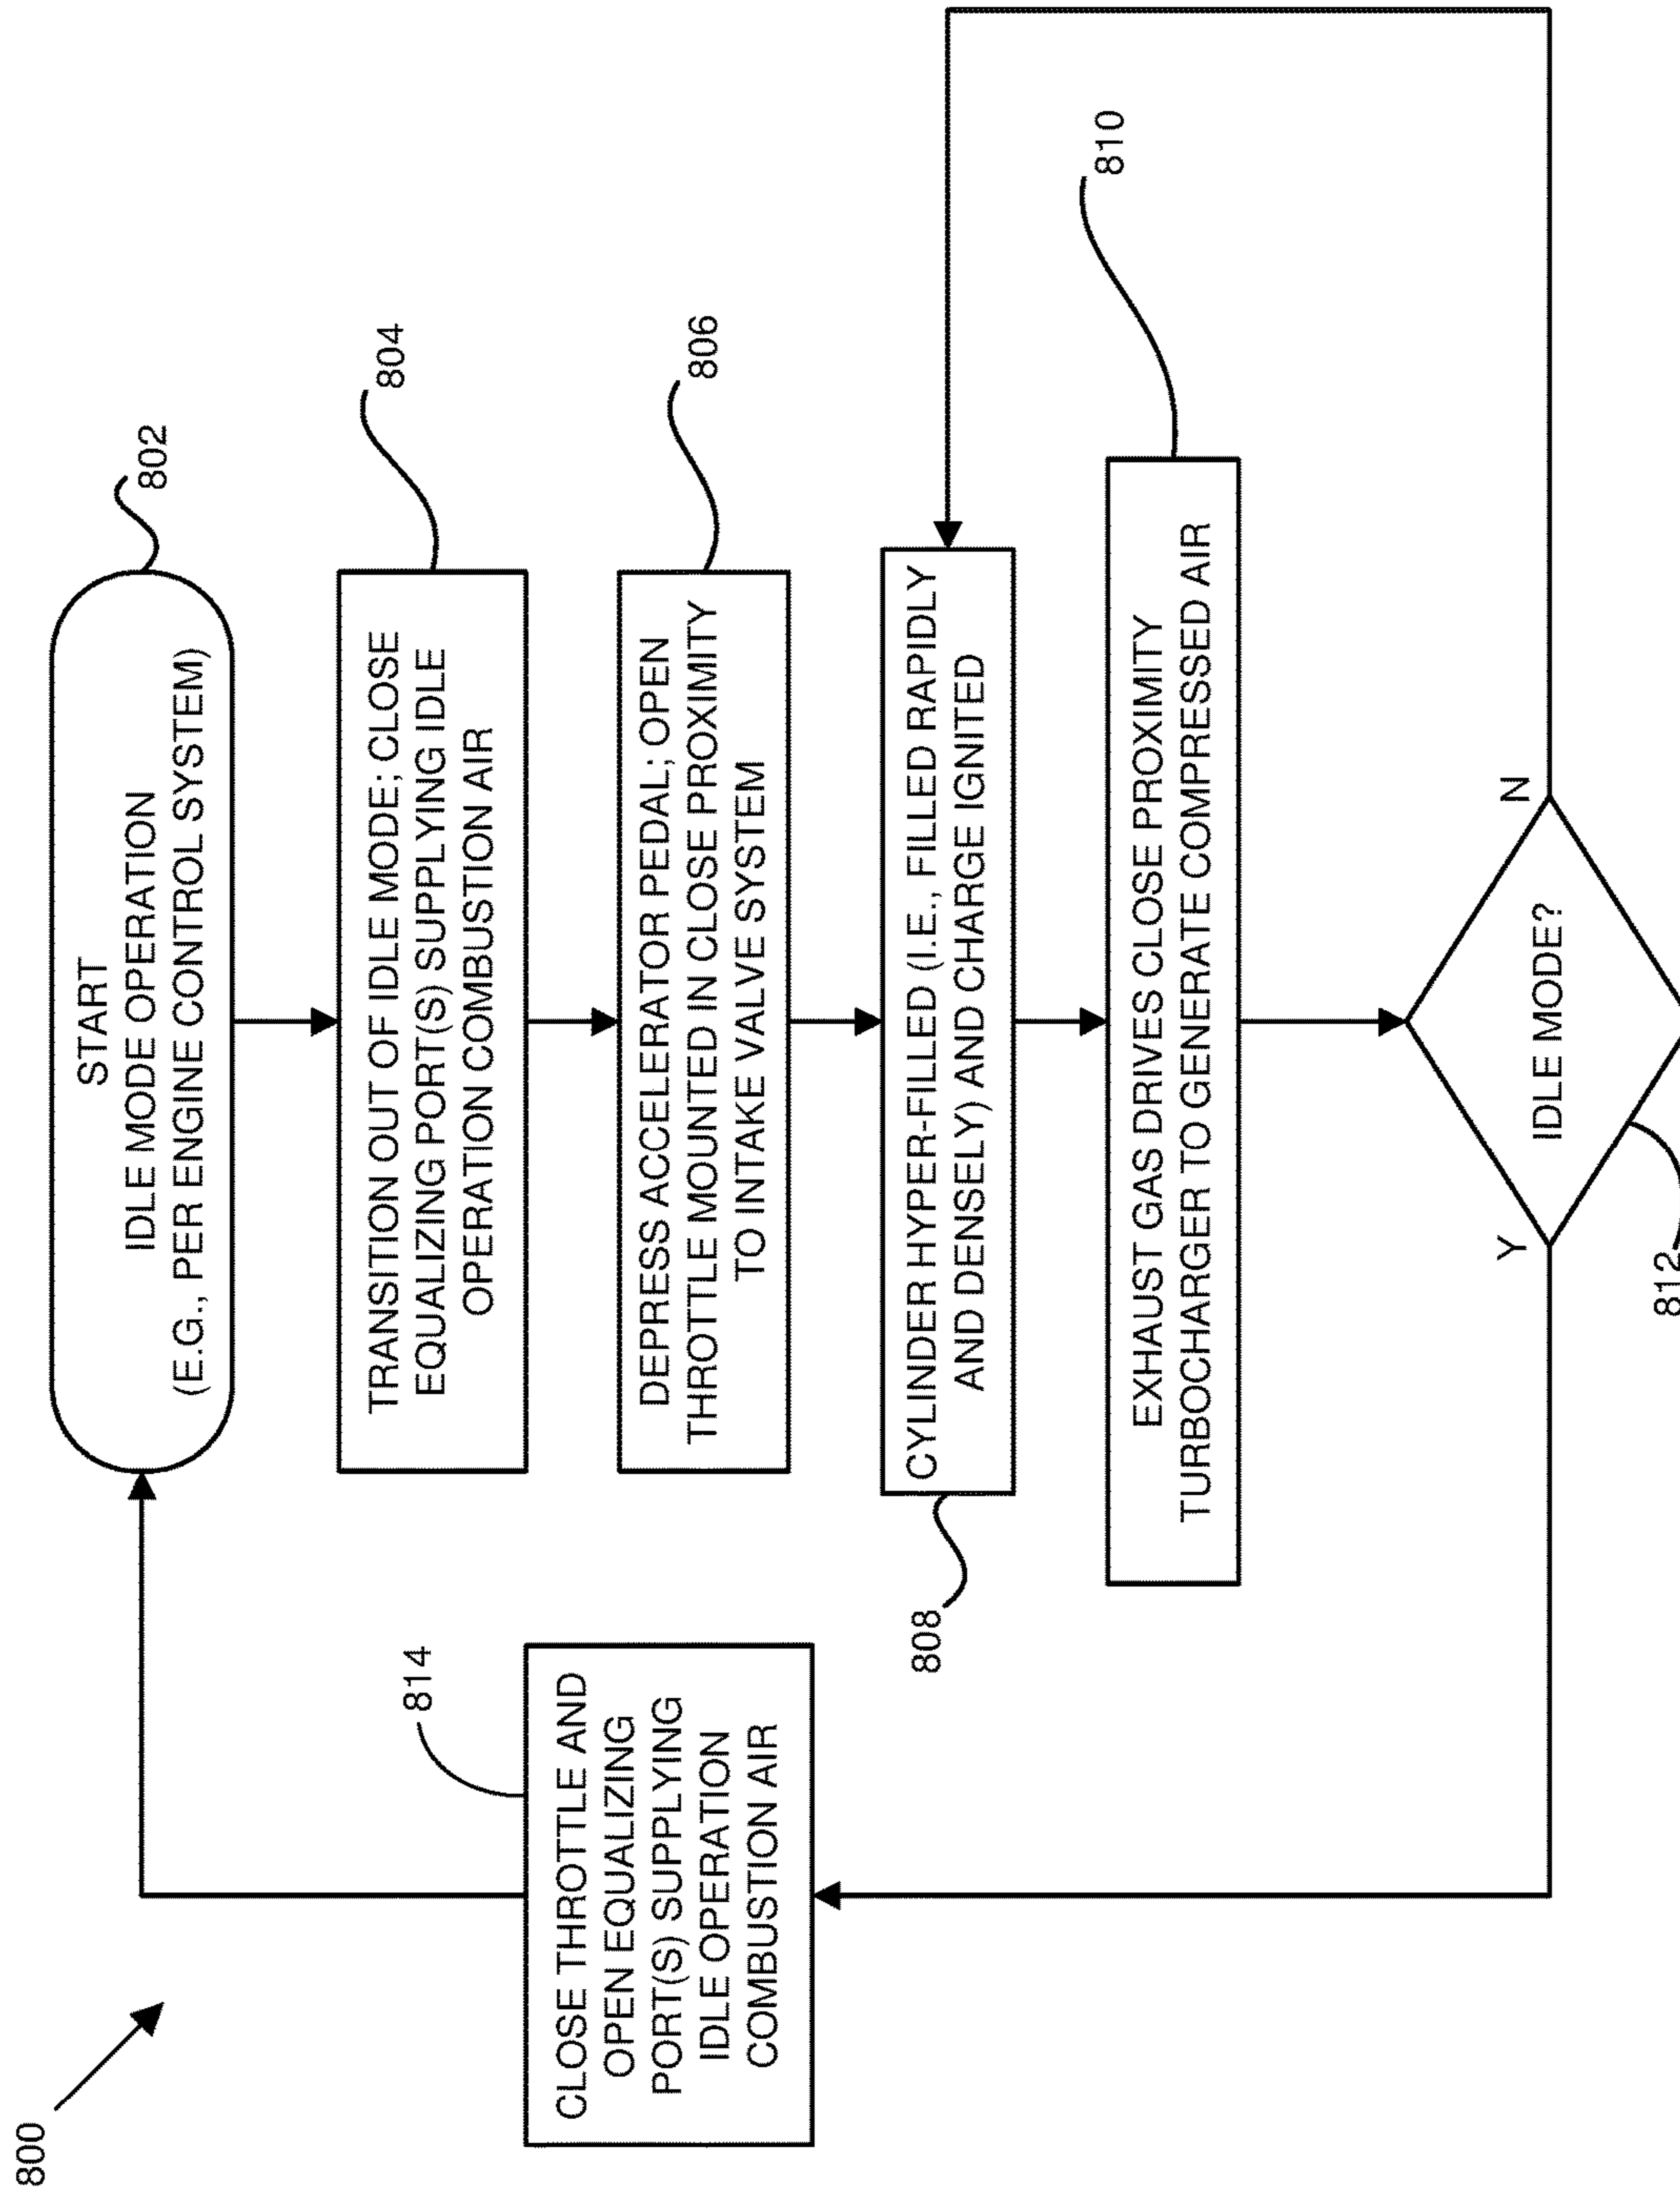 800
START
IDLE MODE OPERATION
(E.G., PER ENGINE CONTROL SYSTEM)
802
TRANSITION OUT OF IDLE MODE; CLOSE
EQUALIZING PORT(S) SUPPLYING IDLE
OPERATION COMBUSTION AIR
804
DEPRESS ACCELERATOR PEDAL; OPEN
THROTTLE MOUNTED IN CLOSE PROXIMITY
TO INTAKE VALVE SYSTEM
806
CYLINDER HYPER-FILLED (I.E., FILLED RAPIDLY
AND DENSELY) AND CHARGE IGNITED
808
EXHAUST GAS DRIVES CLOSE PROXIMITY
TURBOCHARGER TO GENERATE COMPRESSED AIR
810
IDLE MODE?
Y
N
812
CLOSE THROTTLE AND
OPEN EQUALIZING
PORT(S) SUPPLYING
IDLE OPERATION
COMBUSTION AIR
814